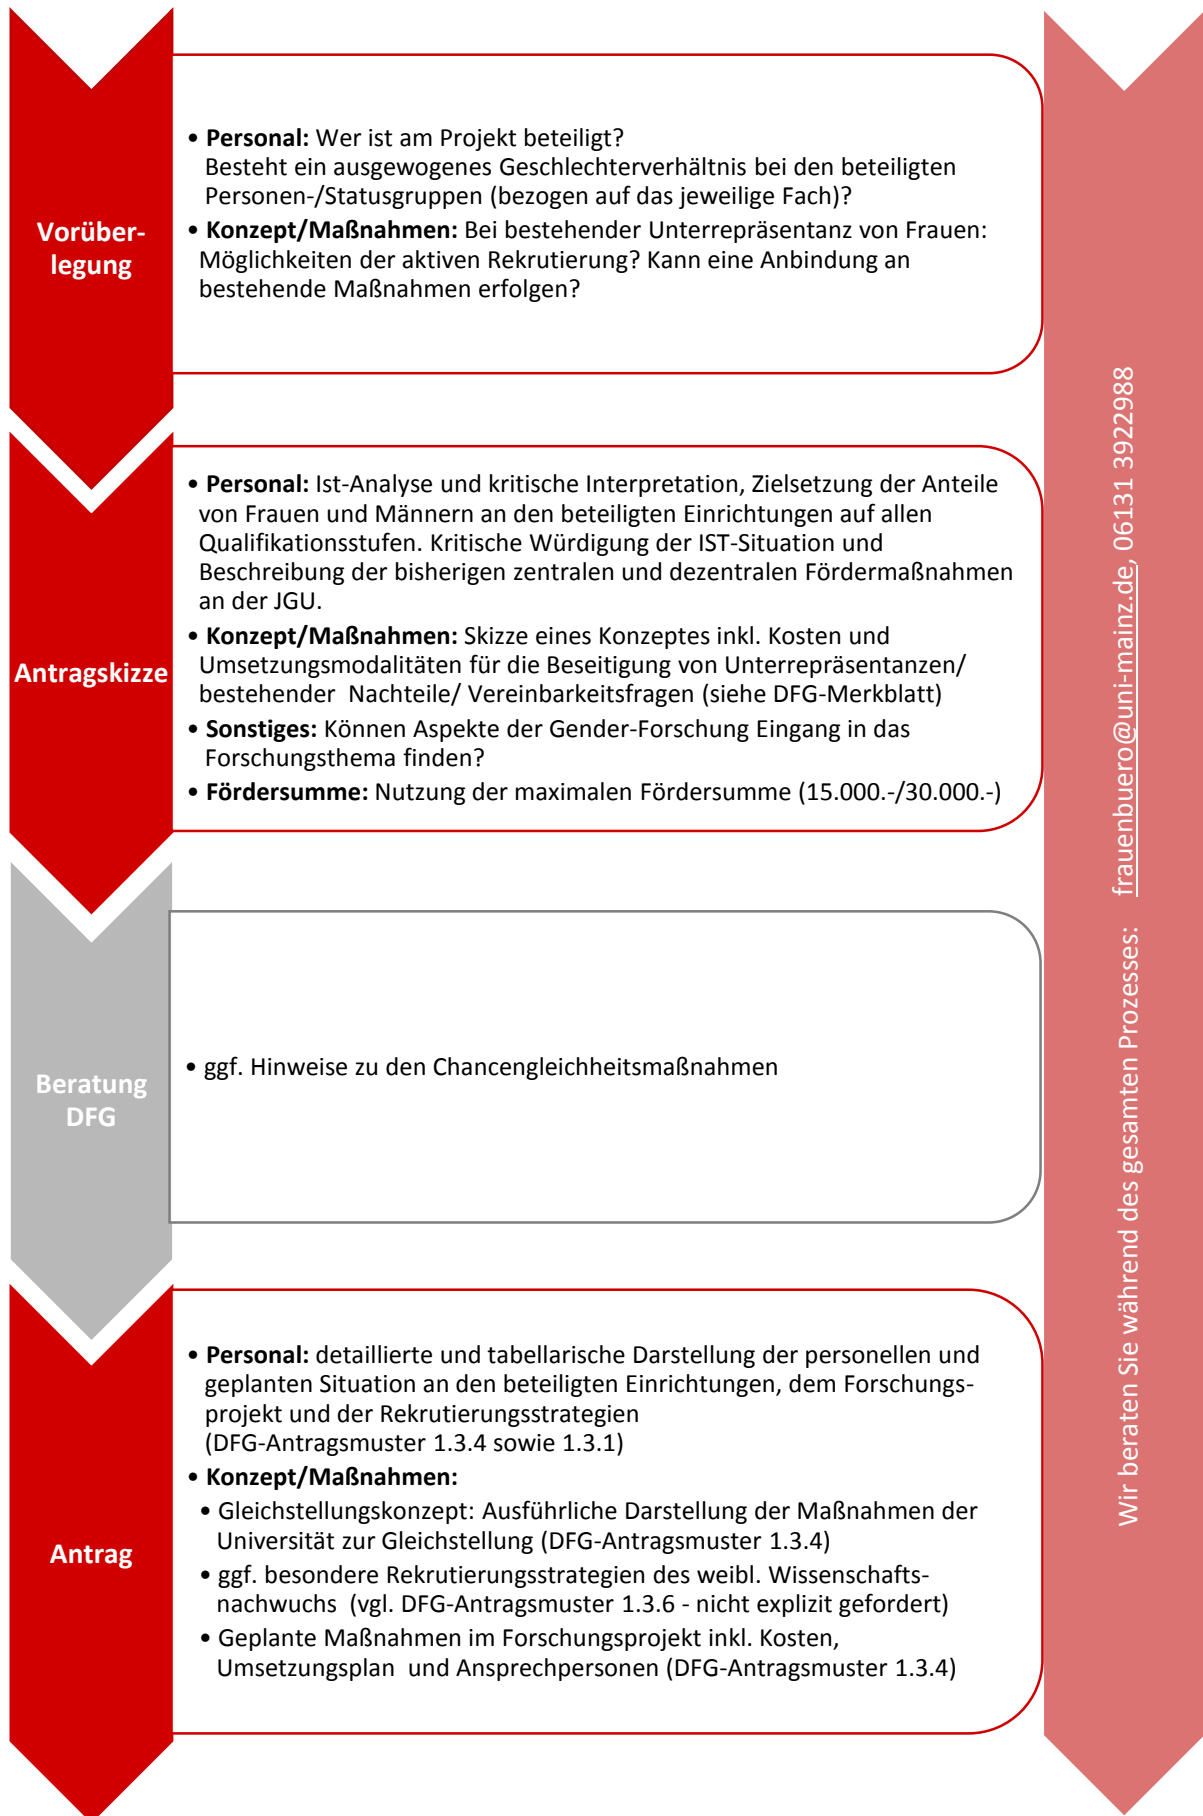 Vorüber-
legung
• Personal: Wer ist am Projekt beteiligt?
Besteht ein ausgewogenes Geschlechterverhältnis bei den beteiligten
Personen-/Statusgruppen (bezogen auf das jeweilige Fach)?
• Konzept/Maßnahmen: Bei bestehender Unterrepräsentanz von Frauen:
Möglichkeiten der aktiven Rekrutierung? Kann eine Anbindung an
bestehende Maßnahmen erfolgen?
Antragskizze
• Personal: Ist-Analyse und kritische Interpretation, Zielsetzung der Anteile
von Frauen und Männern an den beteiligten Einrichtungen auf allen
Qualifikationsstufen. Kritische Würdigung der IST-Situation und
Beschreibung der bisherigen zentralen und dezentralen Fördermaßnahmen
an der JGU.
• Konzept/Maßnahmen: Skizze eines Konzeptes inkl. Kosten und
Umsetzungsmodalitäten für die Beseitigung von Unterrepräsentanzen/
bestehender Nachteile/ Vereinbarkeitsfragen (siehe DFG-Merkblatt)
• Sonstiges: Können Aspekte der Gender-Forschung Eingang in das
Forschungsthema finden?
• Fördersumme: Nutzung der maximalen Fördersumme (15.000.-/30.000.-)
Beratung
DFG
• ggf. Hinweise zu den Chancengleichheitsmaßnahmen
Antrag
• Personal: detaillierte und tabellarische Darstellung der personellen und
geplanten Situation an den beteiligten Einrichtungen, dem Forschungs-
projekt und der Rekrutierungsstrategien
(DFG-Antragsmuster 1.3.4 sowie 1.3.1)
• Konzept/Maßnahmen:
• Gleichstellungskonzept: Ausführliche Darstellung der Maßnahmen der
Universität zur Gleichstellung (DFG-Antragsmuster 1.3.4)
• ggf. besondere Rekrutierungsstrategien des weibl. Wissenschafts-
nachwuchs (vgl. DFG-Antragsmuster 1.3.6 - nicht explizit gefordert)
• Geplante Maßnahmen im Forschungsprojekt inkl. Kosten,
Umsetzungsplan und Ansprechpersonen (DFG-Antragsmuster 1.3.4)
Wir beraten Sie während des gesamten Prozesses: frauenbuero@uni-mainz.de, 06131 3922988